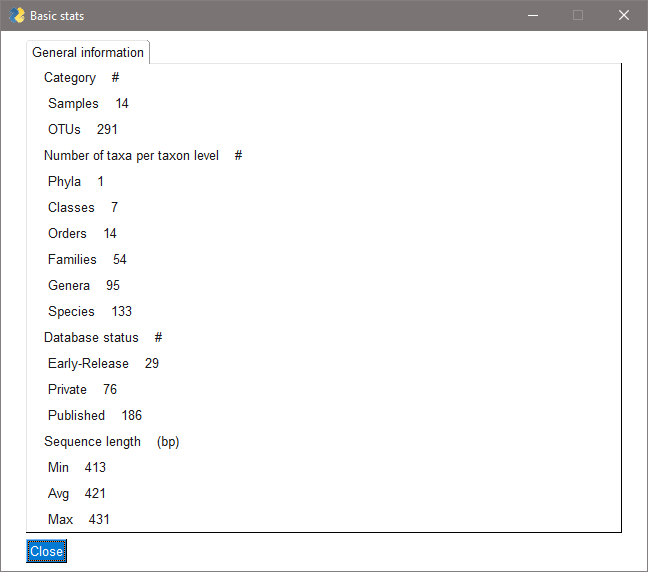 Basic stats
General information
Category #
Samples 14
OTUs 291
Number of taxa per taxon level #
Phyla 1
Classes 7
Orders 14
Families 54
Genera 95
Species 133
Database status #
Early-Release 29
Private 76
Published 186
Sequence length (bp)
Min 413
Avg 421
Max 431
Close